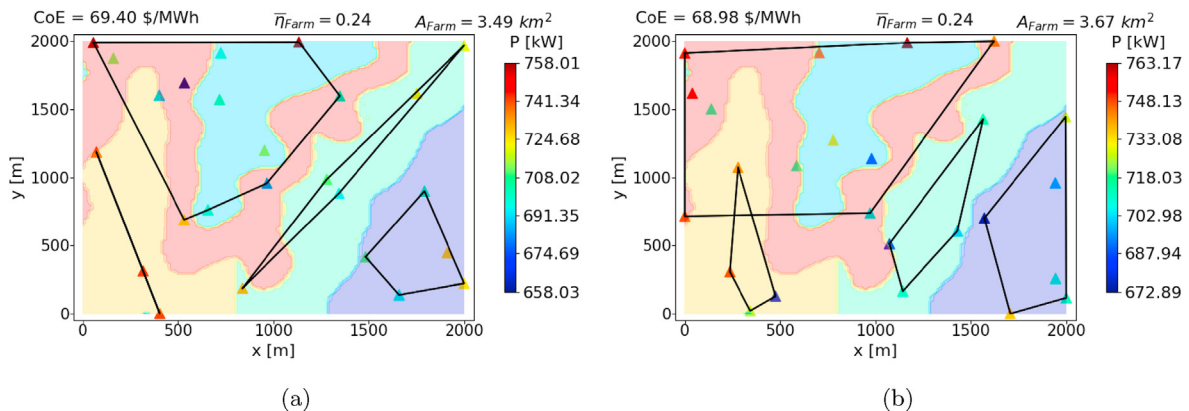 CoE = 69.40 $/MWh η̅Farm = 0.24 AFarm = 3.49 km²
P [kW]
2000
1500
1000
500
0
y [m]
0 500 1000 1500 2000
x [m]
758.01
741.34
724.68
708.02
691.35
674.69
658.03
(a)
CoE = 68.98 $/MWh η̅Farm = 0.24 AFarm = 3.67 km²
P [kW]
2000
1500
1000
500
0
y [m]
0 500 1000 1500 2000
x [m]
763.17
748.13
733.08
718.03
702.98
687.94
672.89
(b)